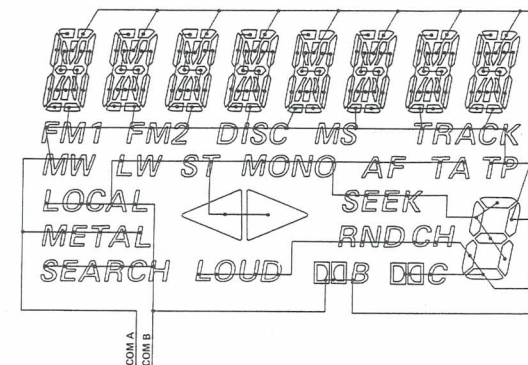 FM1 FM2 DISC MS TRACK
MW LW ST MONO AF TA TP
LOCAL SEEK
METAL RND CH
SEARCH LOUD B C
COM A
COM B